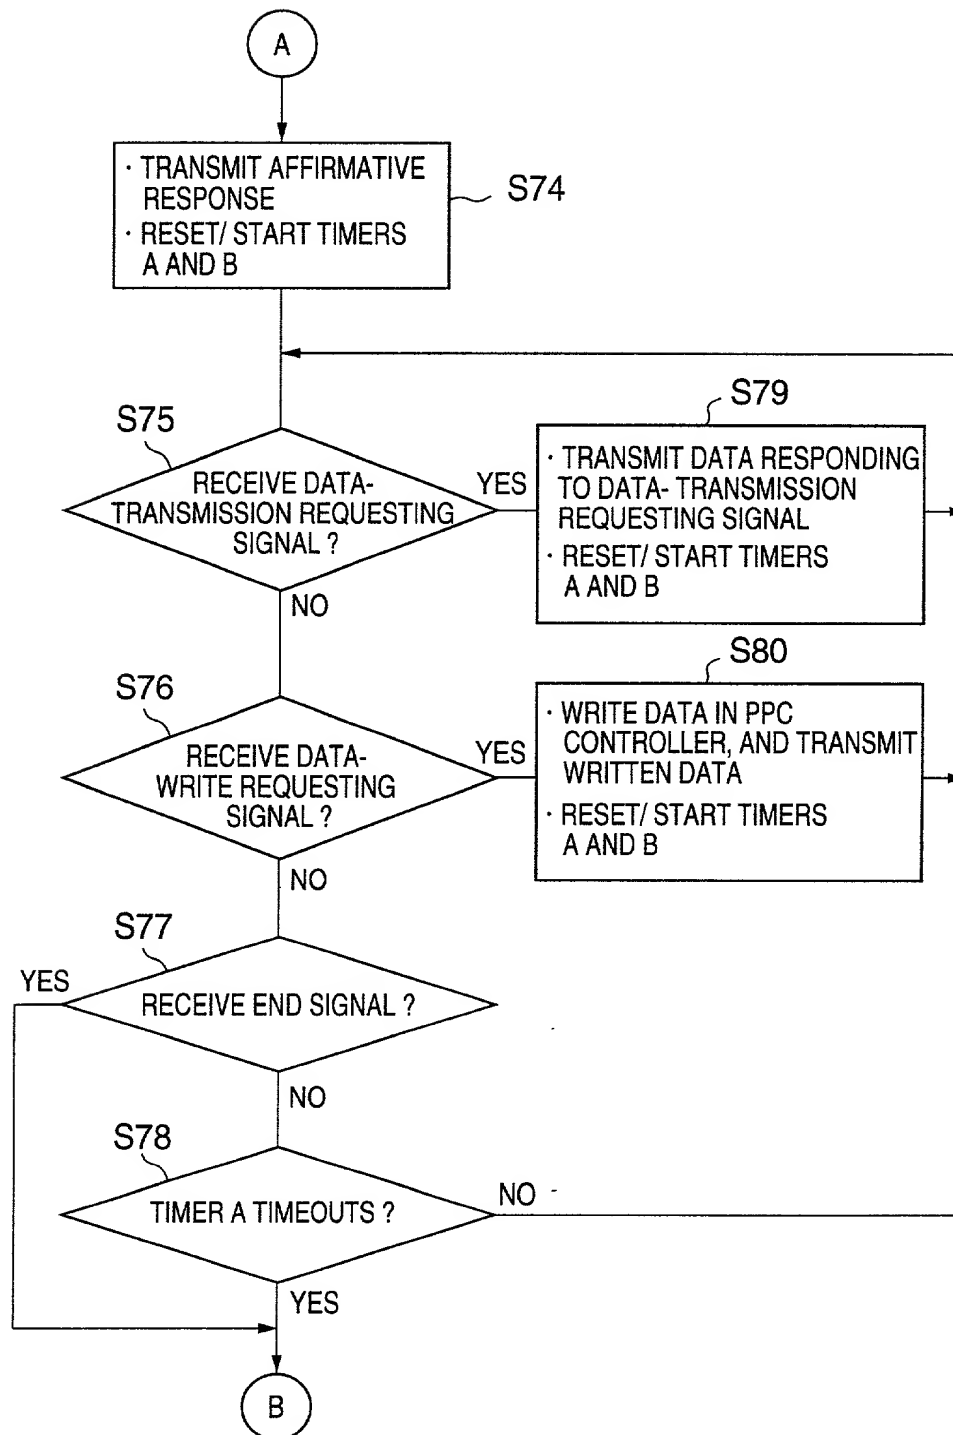 A
· TRANSMIT AFFIRMATIVE
RESPONSE
· RESET/ START TIMERS
A AND B
S74
S75
RECEIVE DATA-
TRANSMISSION REQUESTING
SIGNAL ?
YES
NO
S79
· TRANSMIT DATA RESPONDING
TO DATA- TRANSMISSION
REQUESTING SIGNAL
· RESET/ START TIMERS
A AND B
S76
RECEIVE DATA-
WRITE REQUESTING
SIGNAL ?
YES
NO
S80
· WRITE DATA IN PPC
CONTROLLER, AND TRANSMIT
WRITTEN DATA
· RESET/ START TIMERS
A AND B
S77
YES
RECEIVE END SIGNAL ?
NO
S78
TIMER A TIMEOUTS ?
NO
YES
B